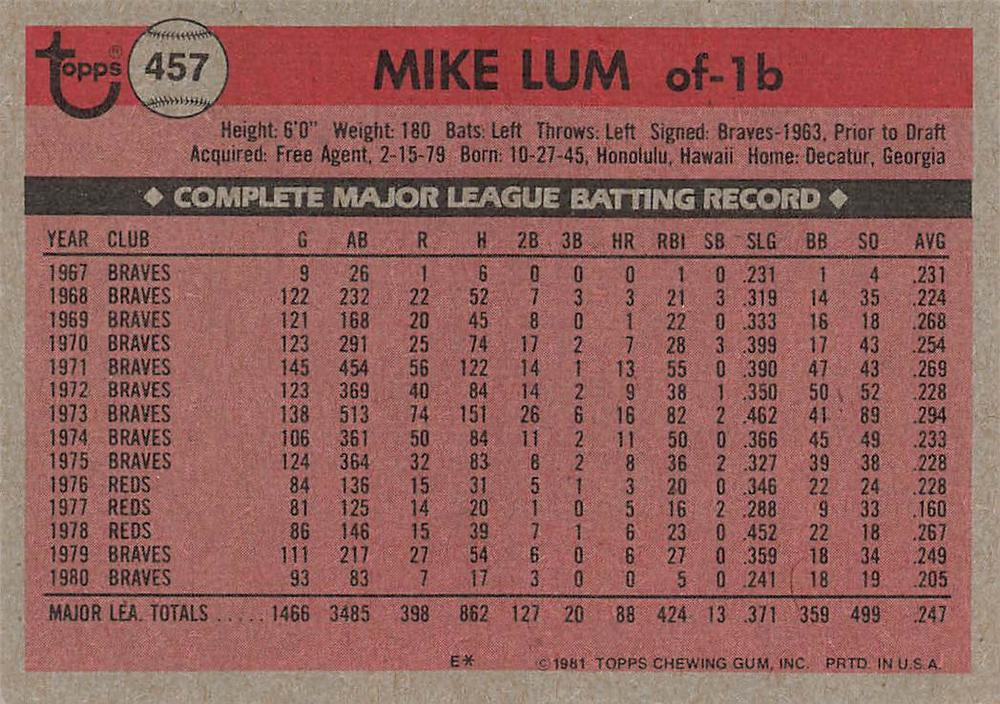 topps® 457 MIKE LUM of-1b
Height: 6'0" Weight: 180 Bats: Left Throws: Left Signed: Braves-1963, Prior to Draft
Acquired: Free Agent, 2-15-79 Born: 10-27-45, Honolulu, Hawaii Home: Decatur, Georgia
◆ COMPLETE MAJOR LEAGUE BATTING RECORD ◆
YEAR CLUB G AB R H 2B 3B HR RBI SB SLG BB SO AVG
1967 BRAVES 9 26 1 6 0 0 0 1 0 .231 1 4 .231
1968 BRAVES 122 232 22 52 7 3 3 21 3 .319 14 35 .224
1969 BRAVES 121 168 20 45 8 0 1 22 0 .333 16 18 .268
1970 BRAVES 123 291 25 74 17 2 7 28 3 .399 17 43 .254
1971 BRAVES 145 454 56 122 14 1 13 55 0 .390 47 43 .269
1972 BRAVES 123 369 40 84 14 2 9 38 1 .350 50 52 .228
1973 BRAVES 138 513 74 151 26 6 16 82 2 .462 41 89 .294
1974 BRAVES 106 361 50 84 11 2 11 50 0 .366 45 49 .233
1975 BRAVES 124 364 32 83 8 2 8 36 2 .327 39 38 .228
1976 REDS 84 136 15 31 5 1 3 20 0 .346 22 24 .228
1977 REDS 81 125 14 20 1 0 5 16 2 .288 9 33 .160
1978 REDS 86 146 15 39 7 1 6 23 0 .452 22 18 .267
1979 BRAVES 111 217 27 54 6 0 6 27 0 .359 18 34 .249
1980 BRAVES 93 83 7 17 3 0 0 5 0 .241 18 19 .205
MAJOR LEA. TOTALS ..... 1466 3485 398 862 127 20 88 424 13 .371 359 499 .247
E* © 1981 TOPPS CHEWING GUM, INC. PRTD. IN U.S.A.